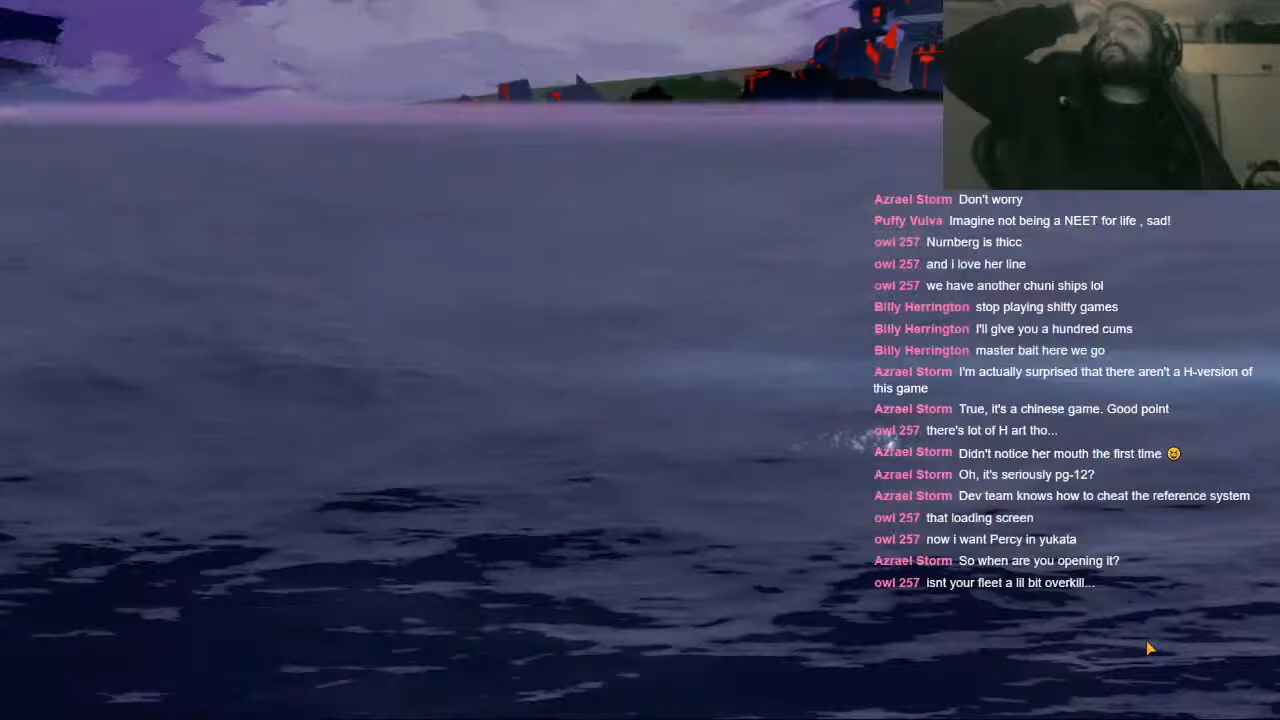 Azrael Storm Don't worry
Puffy Vulva Imagine not being a NEET for life , sad!
owl 257 Nurnberg is thicc
owl 257 and i love her line
owl 257 we have another chuni ships lol
Billy Herrington stop playing shitty games
Billy Herrington I'll give you a hundred cums
Billy Herrington master bait here we go
Azrael Storm I'm actually surprised that there aren't a H-version of
this game
Azrael Storm True, it's a chinese game. Good point
owl 257 there's lot of H art tho...
Azrael Storm Didn't notice her mouth the first time 😆
Azrael Storm Oh, it's seriously pg-12?
Azrael Storm Dev team knows how to cheat the reference system
owl 257 that loading screen
owl 257 now i want Percy in yukata
Azrael Storm So when are you opening it?
owl 257 isnt your fleet a lil bit overkill...